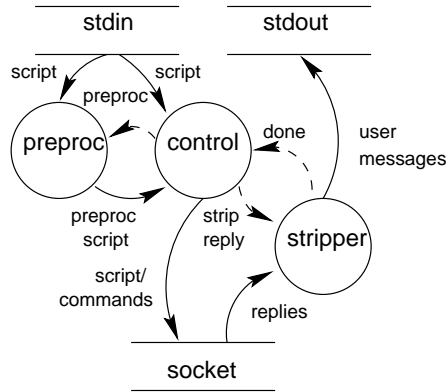 stdin
stdout
script
script
preproc
preproc
control
done
user
messages
preproc
script
strip
reply
stripper
script/
commands
replies
socket